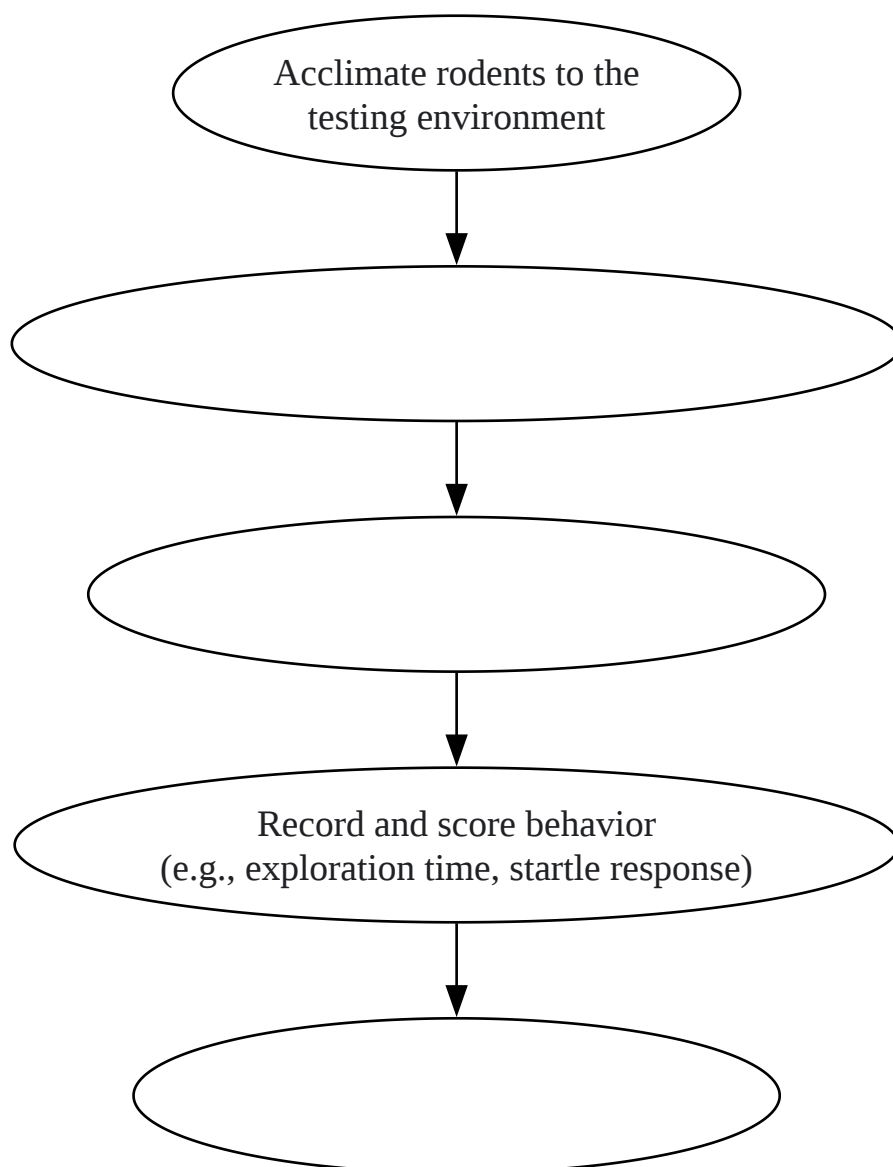 Acclimate rodents to the
testing environment
Record and score behavior
(e.g., exploration time, startle response)